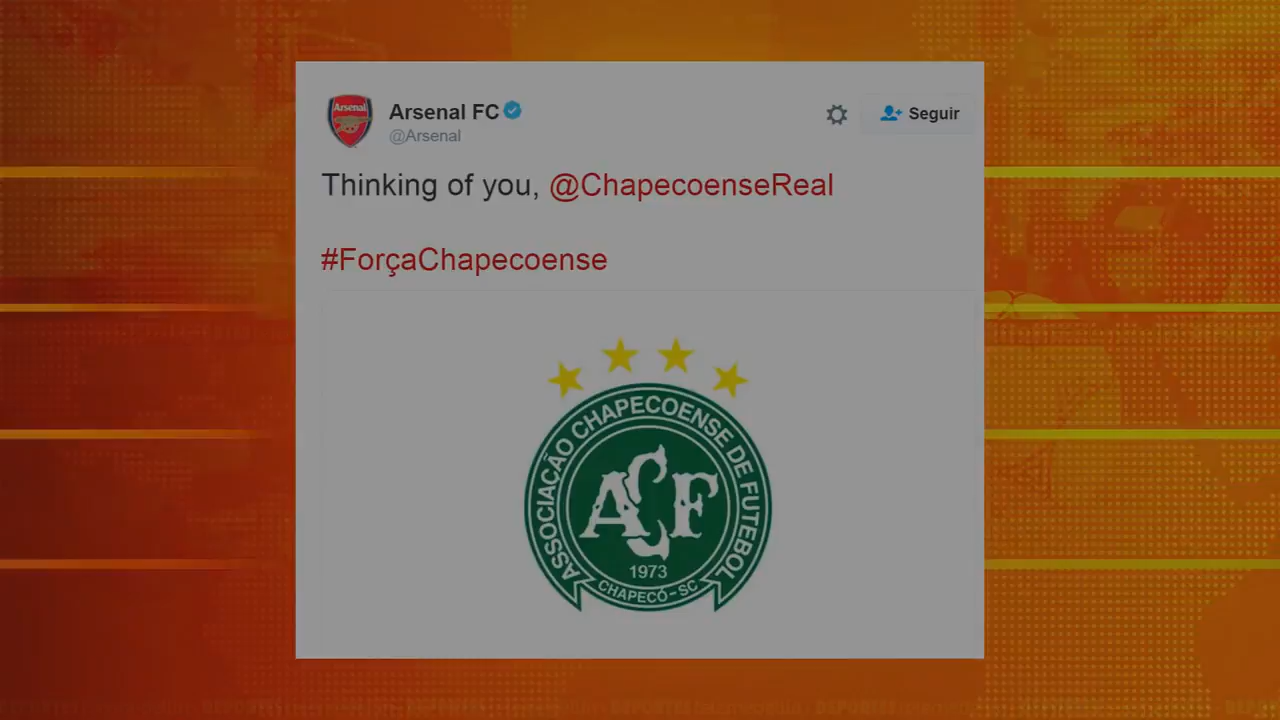 Arsenal
Arsenal FC
@Arsenal
Seguir
Thinking of you, @ChapecoenseReal
#ForçaChapecoense
ASSOCIAÇÃO CHAPECOENSE DE FUTEBOL
ACF
1973
CHAPECÓ-SC